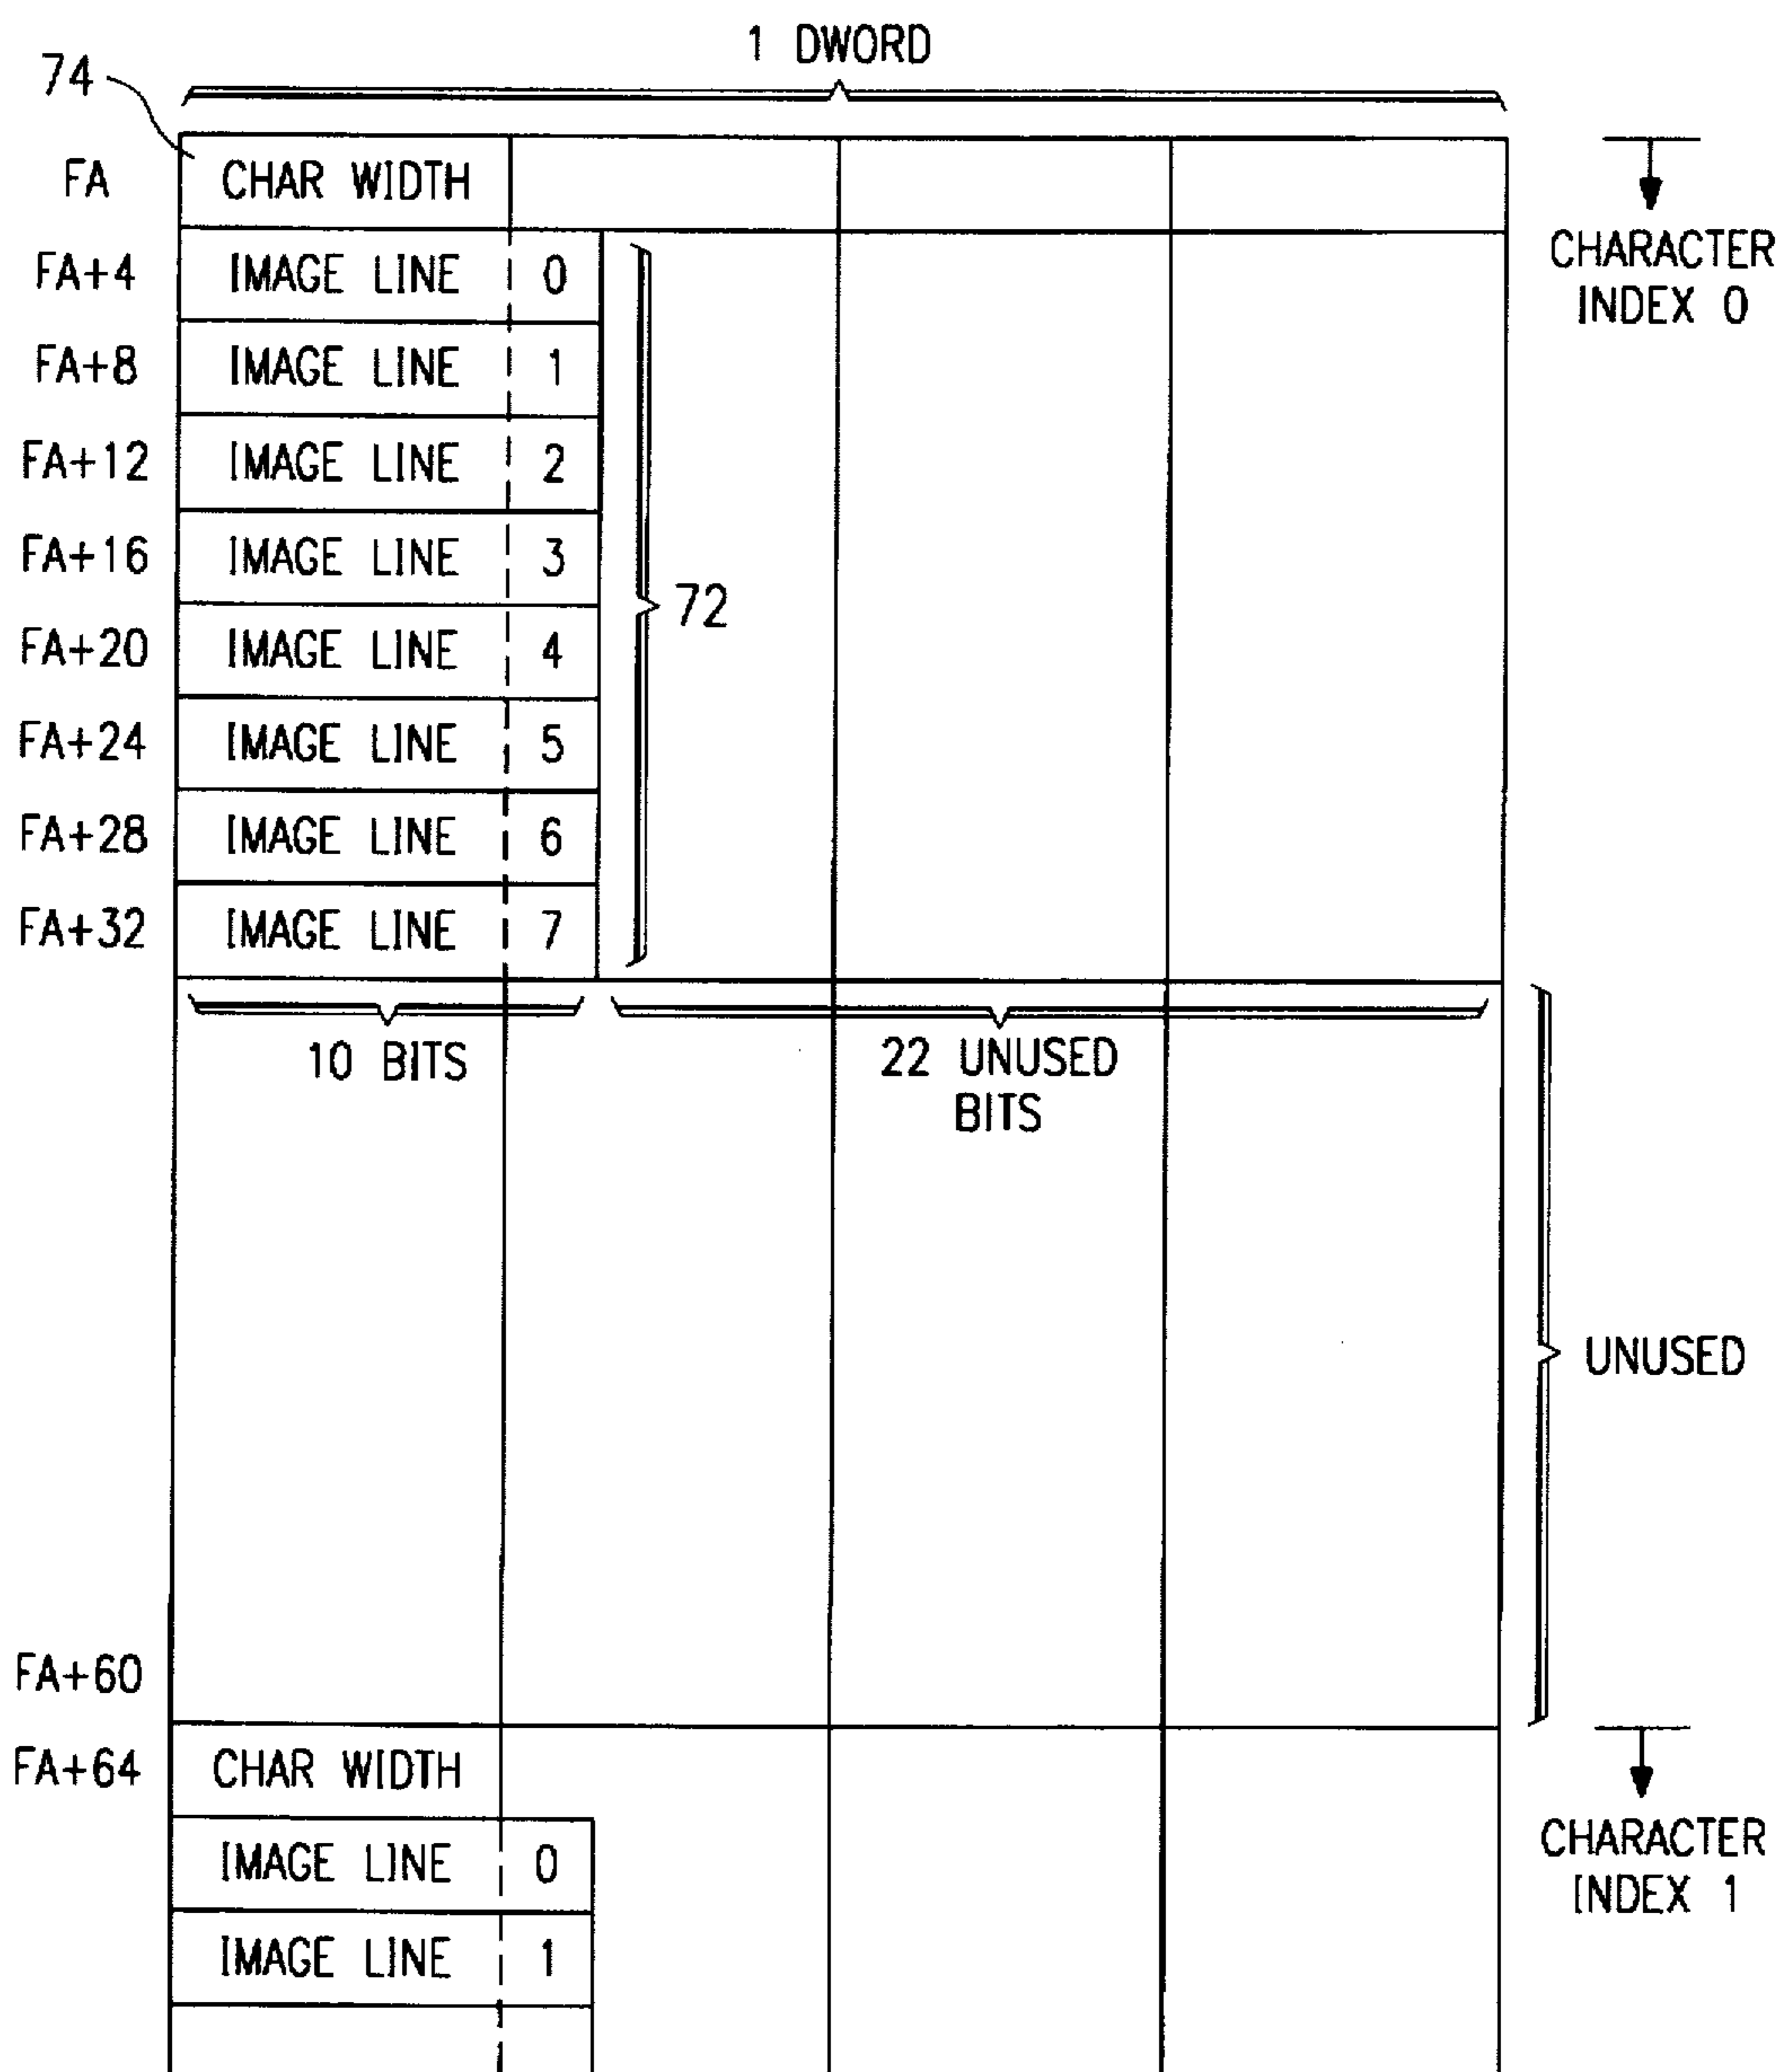 1 DWORD
74
FA CHAR WIDTH
CHARACTER
INDEX 0
FA+4 IMAGE LINE 0
FA+8 IMAGE LINE 1
FA+12 IMAGE LINE 2
FA+16 IMAGE LINE 3
72
FA+20 IMAGE LINE 4
FA+24 IMAGE LINE 5
FA+28 IMAGE LINE 6
FA+32 IMAGE LINE 7
10 BITS
22 UNUSED
BITS
UNUSED
FA+60
FA+64 CHAR WIDTH
CHARACTER
INDEX 1
IMAGE LINE 0
IMAGE LINE 1